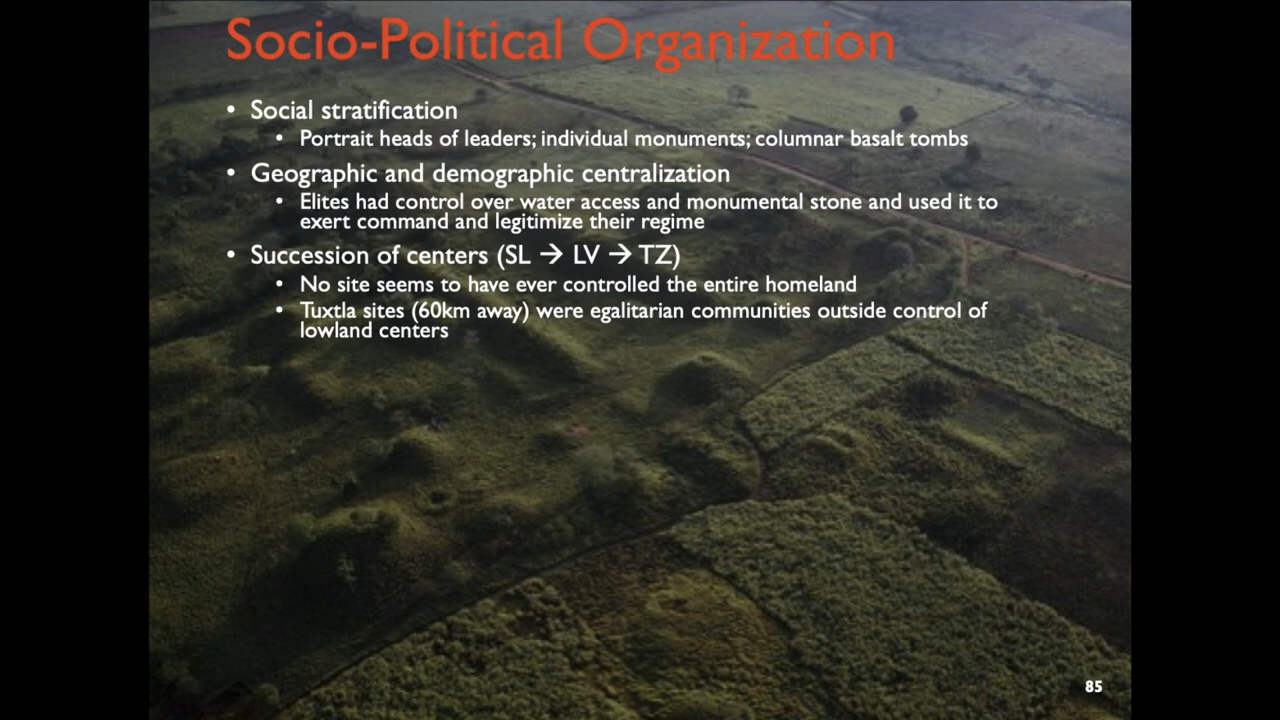 Socio-Political Organization
• Social stratification
• Portrait heads of leaders; individual monuments; columnar basalt tombs
• Geographic and demographic centralization
• Elites had control over water access and monumental stone and used it to
exert command and legitimize their regime
• Succession of centers (SL → LV → TZ)
• No site seems to have ever controlled the entire homeland
• Tuxtla sites (60km away) were egalitarian communities outside control of
lowland centers
85